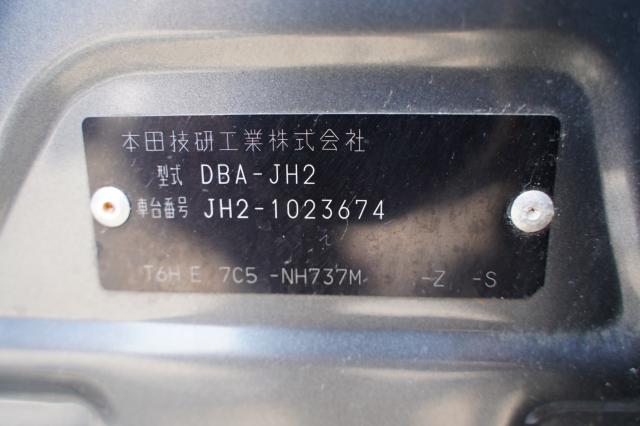 本田技研工業株式会社
型式 DBA-JH2
車台番号 JH2-1023674
T6H E 7C5 -NH737M -Z -S